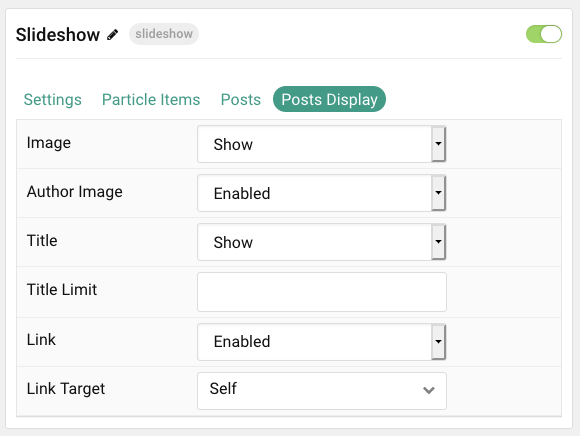 Slideshow slideshow
Settings Particle Items Posts Posts Display
Image Show
Author Image Enabled
Title Show
Title Limit
Link Enabled
Link Target Self